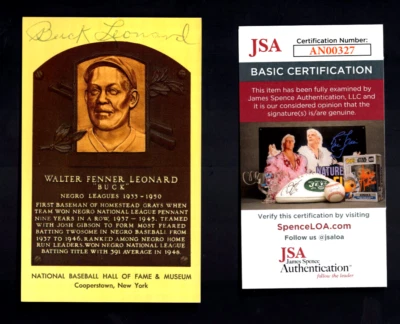 Buck Leonard
WALTER FENNER LEONARD
"BUCK"
NEGRO LEAGUES 1933-1950
FIRST BASEMAN OF HOMESTEAD GRAYS WHEN
TEAM WON NEGRO NATIONAL LEAGUE PENNANT
NINE YEARS IN A ROW, 1937-1945. TEAMED
WITH JOSH GIBSON TO FORM MOST FEARED
BATTING TWOSOME IN NEGRO BASEBALL FROM
1937 TO 1946. RANKED AMONG NEGRO HOME
RUN LEADERS. WON NEGRO NATIONAL LEAGUE
BATTING TITLE WITH 391 AVERAGE IN 1948.
NATIONAL BASEBALL HALL OF FAME & MUSEUM
Cooperstown, New York
JSA
Certification Number:
AN00327
BASIC CERTIFICATION
This item has been fully examined by
James Spence Authentication, LLC and
it is our considered opinion that the
signature(s) is/are genuine.
NATURE
Verify this certification by visiting
SpenceLOA.com
Follow us @jsaloa
JSA
James Spence
Authentication
follow the leader